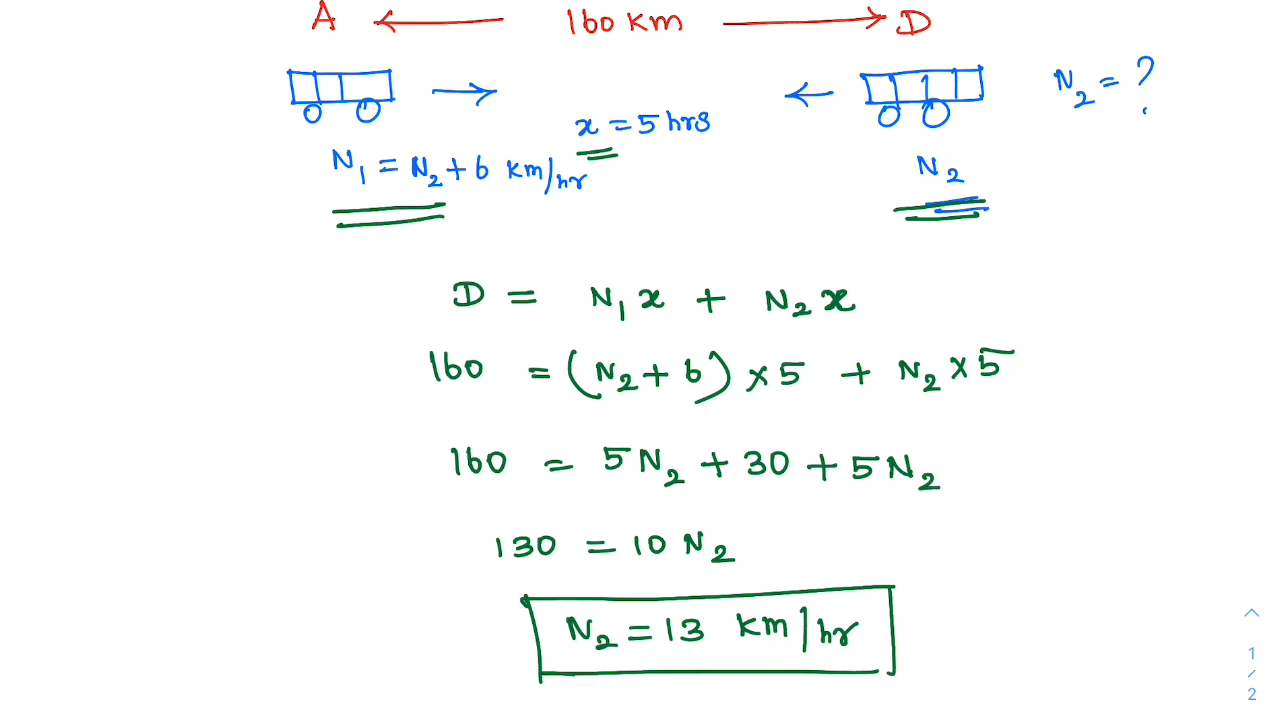 A ← 160 km → D
N₂ = ?
x = 5 hrs
N₁ = N₂ + 6 km/hr
N₂
D = N₁x + N₂x
160 = (N₂ + 6) × 5 + N₂ × 5
160 = 5N₂ + 30 + 5N₂
130 = 10 N₂
N₂ = 13 km/hr
1
/
2